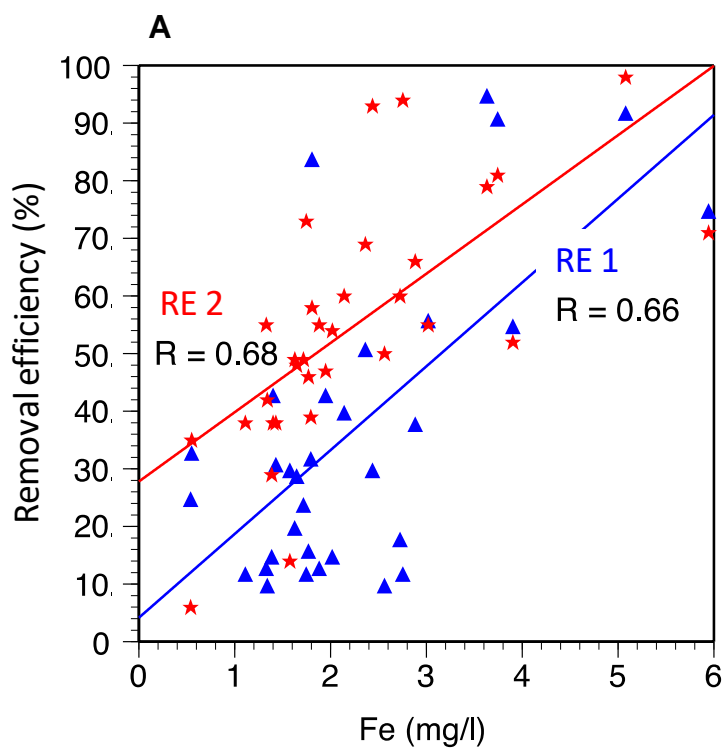 A
100
90
80
70
60
50
40
30
20
10
0
Removal efficiency (%)
RE 2
R = 0.68
RE 1
R = 0.66
0 1 2 3 4 5 6
Fe (mg/l)